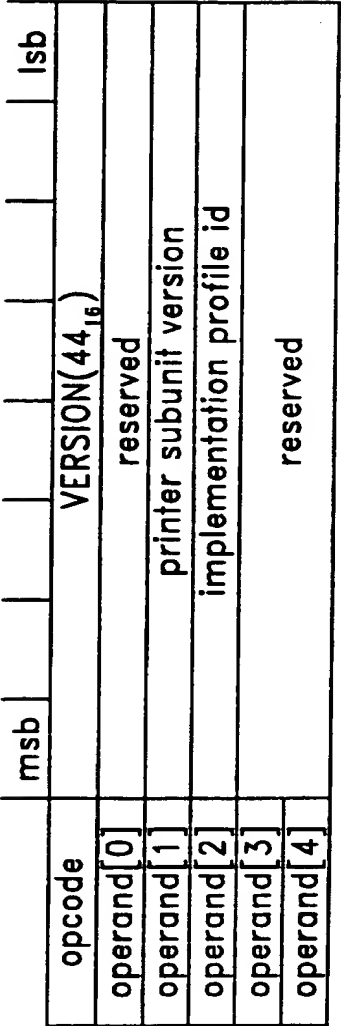 msb lsb
opcode VERSION(44₁₆)
operand[0] reserved
operand[1] printer subunit version
operand[2] implementation profile id
operand[3] reserved
operand[4]